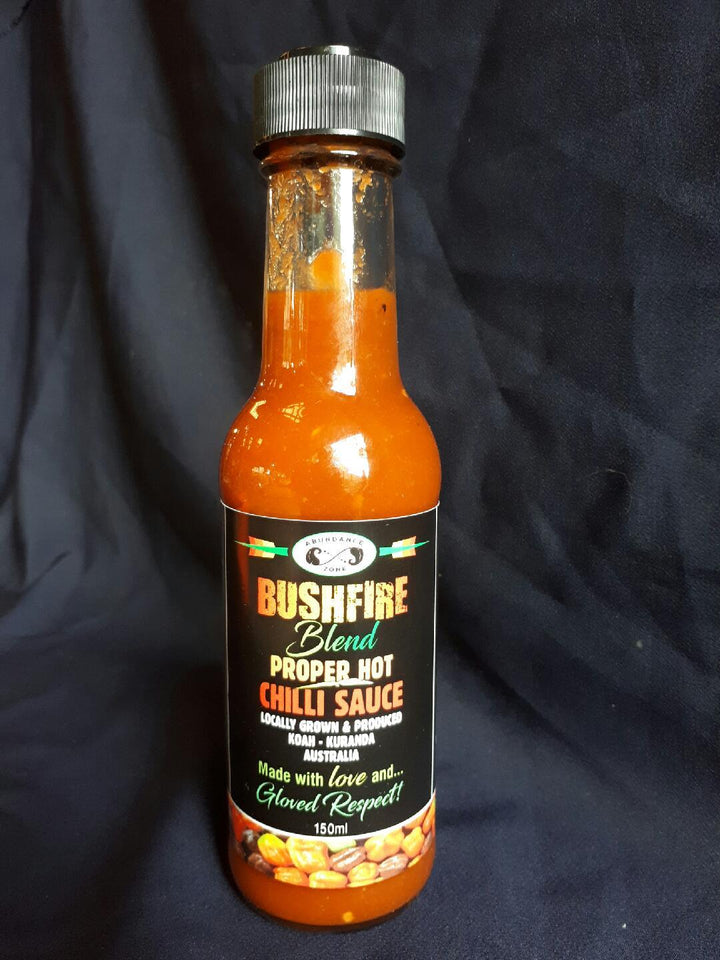 ABUNDANCE
ZONE
BUSHFIRE
Blend
PROPER HOT
CHILLI SAUCE
LOCALLY GROWN & PRODUCED
KOAH - KURANDA
AUSTRALIA
Made with love and...
Gloved Respect!
150ml